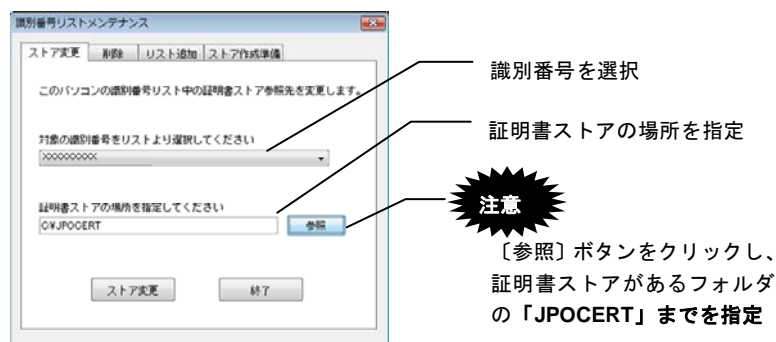 識別番号リストメンテナンス
ストア変更 削除 リスト追加 ストア作成準備
このパソコンの識別番号リスト中の証明書ストア参照先を変更します。
対象の識別番号をリストより選択してください
XXXXXXXXX
証明書ストアの場所を指定してください
C¥JPOCERT 参照
ストア変更 終了
識別番号を選択
証明書ストアの場所を指定
注意
〔参照〕ボタンをクリックし、
証明書ストアがあるフォルダ
の「JPOCERT」までを指定